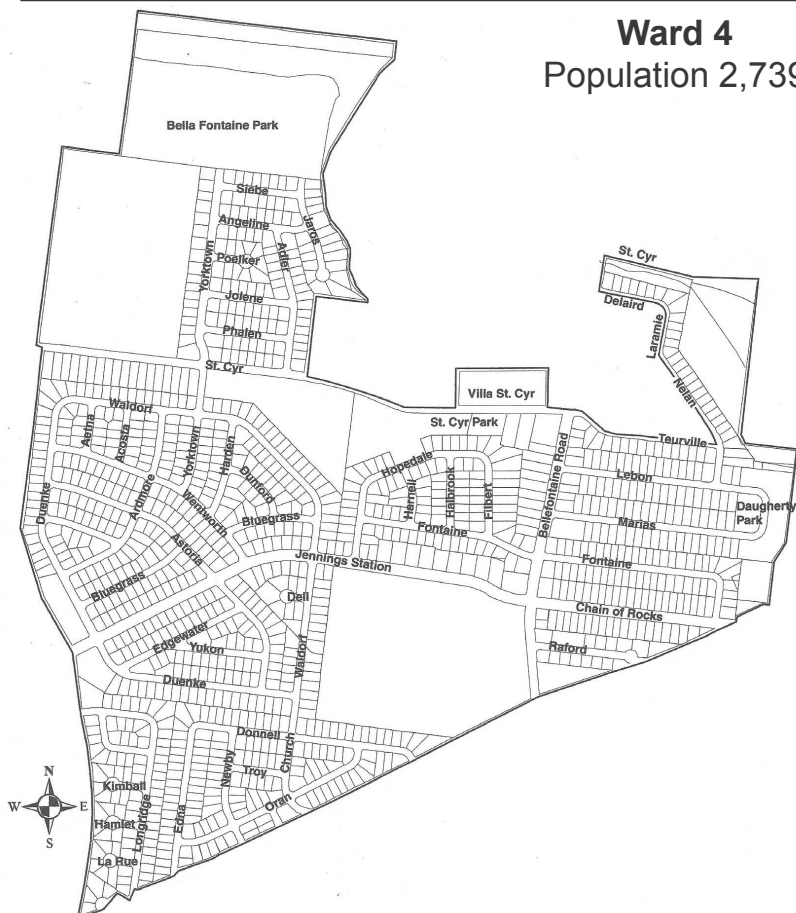 Ward 4
Population 2,739
Bella Fontaine Park
Siebe
Angeline
Jaros
Adler
Poelker
Yorktown
Jolene
Phalen
St. Cyr
St. Cyr
Delaird
Laramie
Nelan
Villa St. Cyr
St. Cyr Park
Waldorf
Aetna
Acosta
Yorktown
Harden
Dunford
Duenke
Ardmore
Wentworth
Bluegrass
Astoria
Bluegrass
Hopedale
Harnell
Halbrook
Filbert
Fontaine
Bellefontaine Road
Teurville
Lebon
Marias
Daugherty
Park
Fontaine
Jennings Station
Chain of Rocks
Raford
Dell
Edgewater
Yukon
Waldorf
Duenke
Donnell
Newby
Troy
Church
Oran
Kimball
Hamlet
Longridge
Edna
La Rue
N
W
E
S